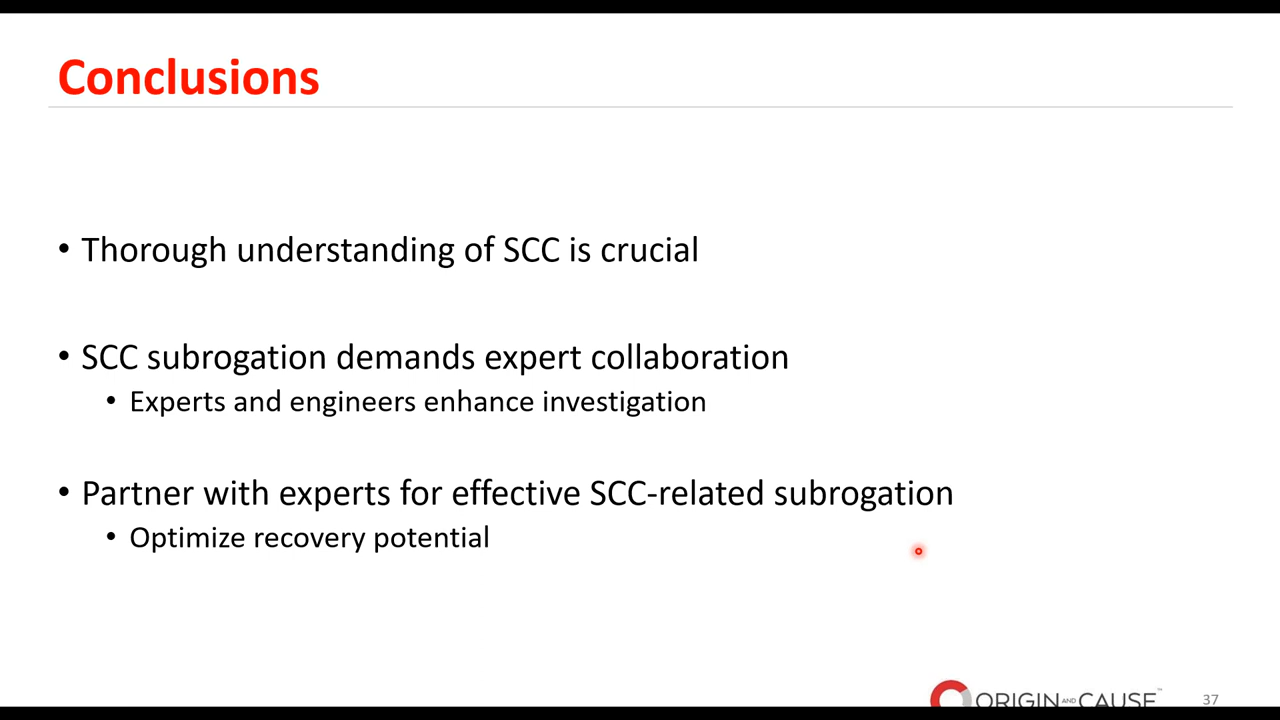 Conclusions
• Thorough understanding of SCC is crucial
• SCC subrogation demands expert collaboration
• Experts and engineers enhance investigation
• Partner with experts for effective SCC-related subrogation
• Optimize recovery potential
ORIGIN AND CAUSE™
37